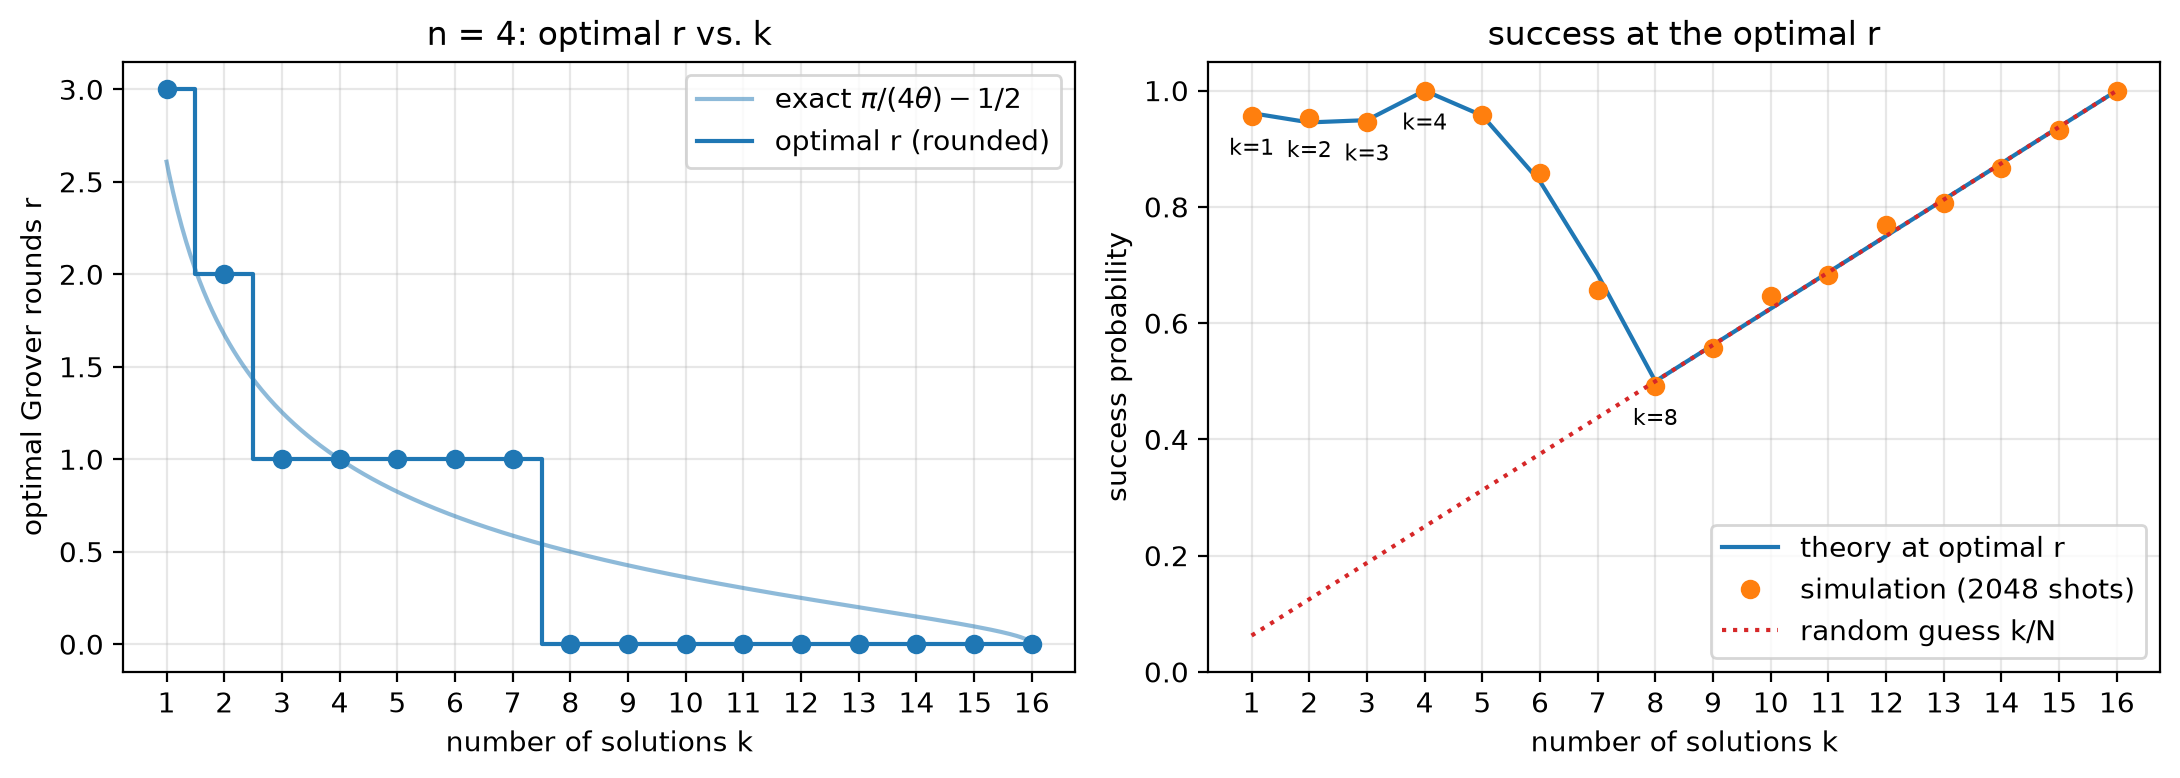 n = 4: optimal r vs. k
optimal Grover rounds r
3.0
2.5
2.0
1.5
1.0
0.5
0.0
exact π/(4θ) − 1/2
optimal r (rounded)
1 2 3 4 5 6 7 8 9 10 11 12 13 14 15 16
number of solutions k
success at the optimal r
success probability
1.0
0.8
0.6
0.4
0.2
0.0
k=1
k=2
k=3
k=4
k=8
theory at optimal r
simulation (2048 shots)
random guess k/N
1 2 3 4 5 6 7 8 9 10 11 12 13 14 15 16
number of solutions k